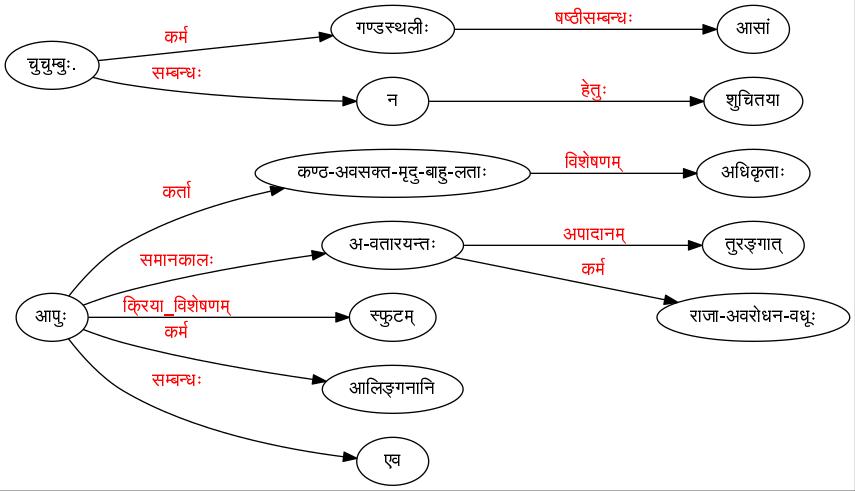 कर्म
गण्डस्थलीः
षष्ठीसम्बन्धः
आसां
चुचुम्बुः.
सम्बन्धः
न
हेतुः
शुचितया
कर्ता
कण्ठ-अवसक्त-मृदु-बाहु-लताः
विशेषणम्
अधिकृताः
समानकालः
अ-वतारयन्तः
अपादानम्
तुरङ्गात्
कर्म
राजा-अवरोधन-वधूः
आपुः
क्रिया_विशेषणम्
स्फुटम्
कर्म
आलिङ्गनानि
सम्बन्धः
एव